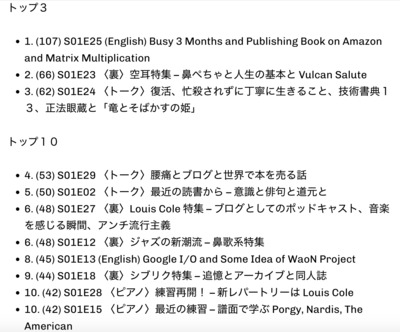 トップ３
1. (107) S01E25 (English) Busy 3 Months and Publishing Book on Amazon
and Matrix Multiplication
2. (66) S01E23 〈裏〉空耳特集 – 鼻ぺちゃと人生の基本と Vulcan Salute
3. (62) S01E24 〈トーク〉復活、忙殺されずに丁寧に生きること、技術書典１
３、正法眼蔵と「竜とそばかすの姫」
トップ１０
4. (53) S01E29 〈トーク〉腰痛とブログと世界で本を売る話
5. (50) S01E02 〈トーク〉最近の読書から – 意識と俳句と道元と
6. (48) S01E27 〈裏〉Louis Cole 特集 – ブログとしてのポッドキャスト、音楽
を感じる瞬間、アンチ流行主義
6. (48) S01E12 〈裏〉ジャズの新潮流 – 鼻歌系特集
8. (45) S01E13 (English) Google I/O and Some Idea of WaoN Project
9. (44) S01E18 〈裏〉シブリク特集 – 追憶とアーカイブと同人誌
10. (42) S01E28 〈ピアノ〉練習再開！ – 新レパートリーは Louis Cole
10. (42) S01E15 〈ピアノ〉最近の練習 – 譜面で学ぶ Porgy, Nardis, The
American